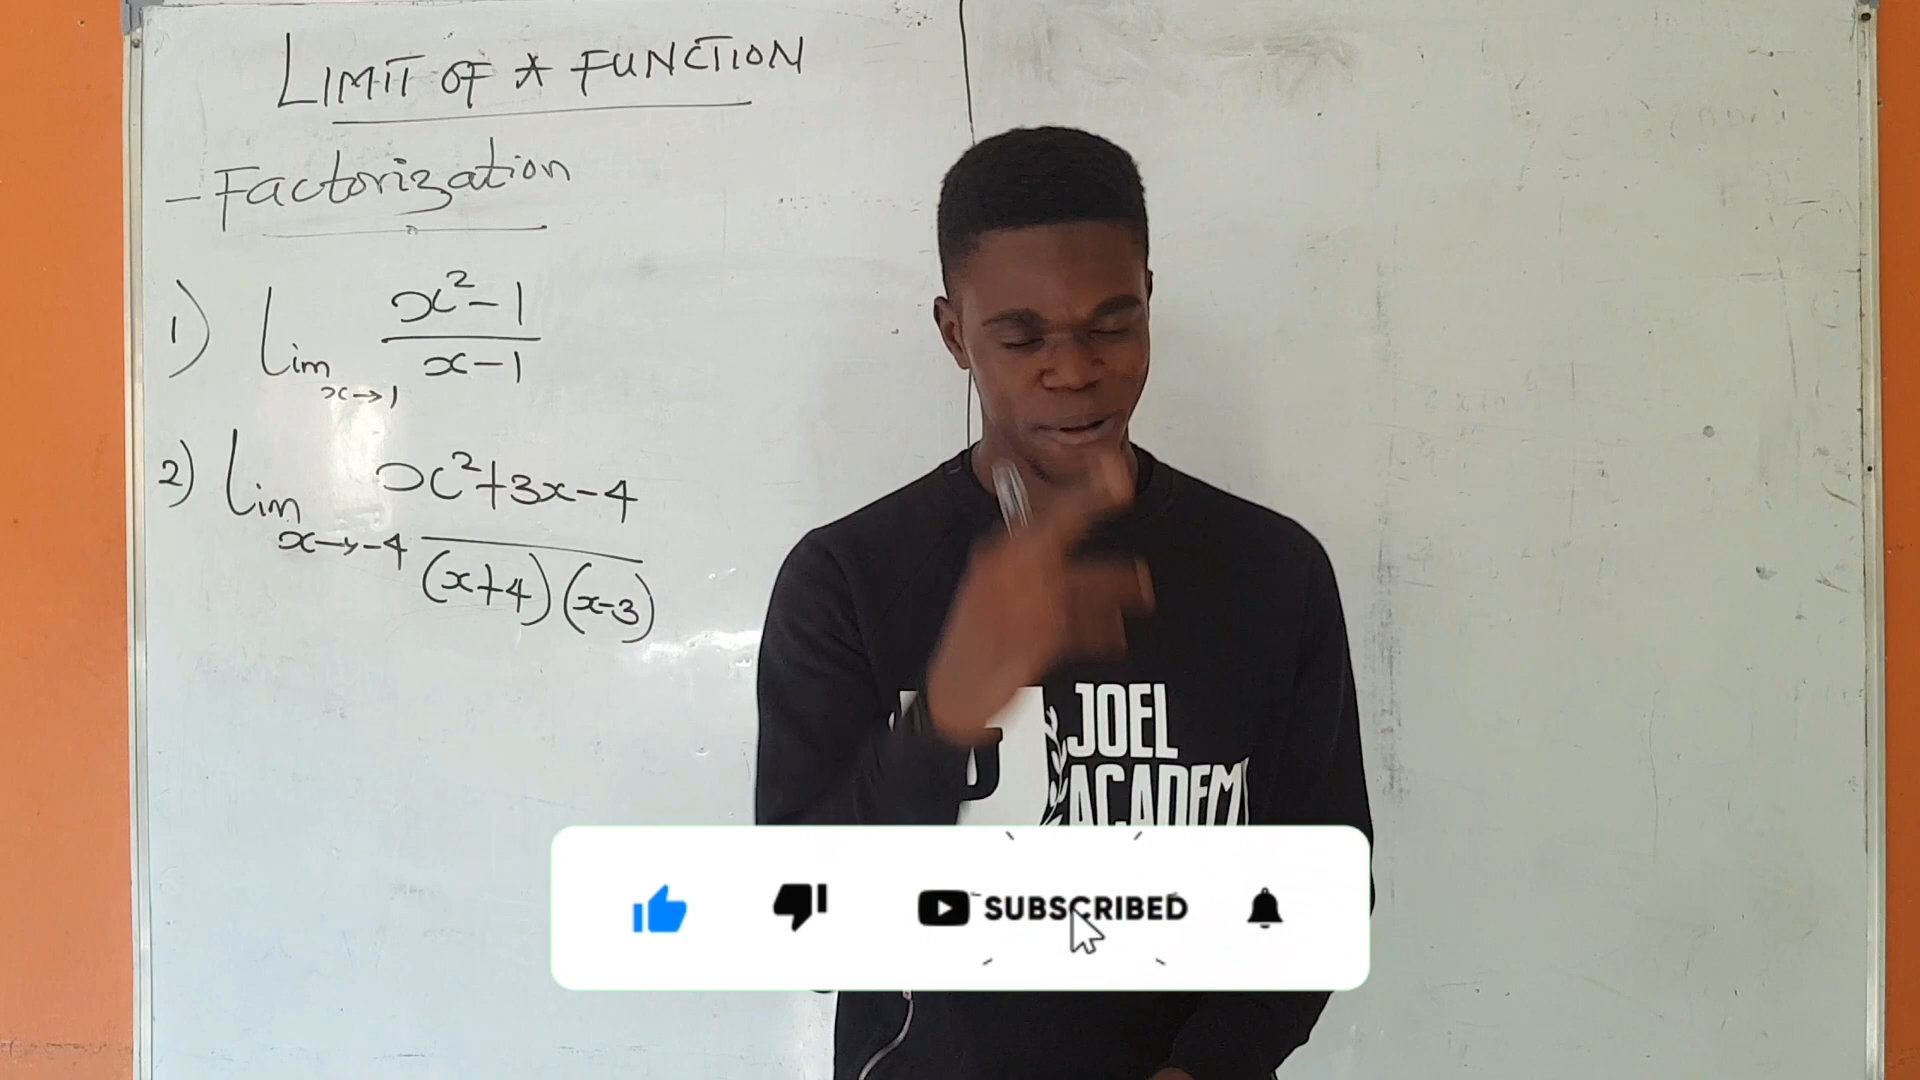 LIMIT OF A FUNCTION
- Factorization
1) Lim x→1 x²-1 / x-1
2) Lim x→-4 x²+3x-4 / (x+4)(x-3)
JOEL
ACADEM
SUBSCRIBED